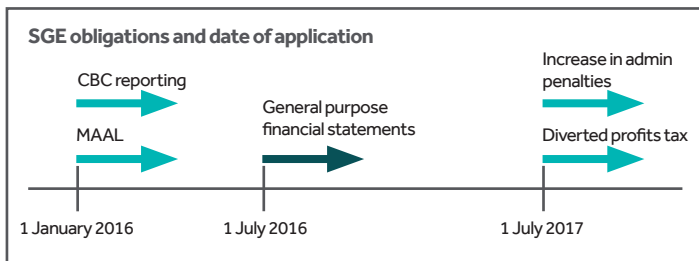 SGE obligations and date of application
CBC reporting
MAAL
General purpose
financial statements
Increase in admin
penalties
Diverted profits tax
1 January 2016
1 July 2016
1 July 2017